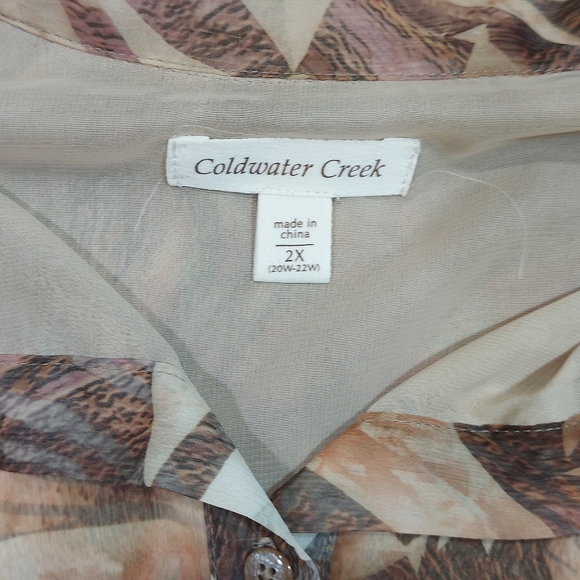 Coldwater Creek
made in
china
2X
(20W-22W)